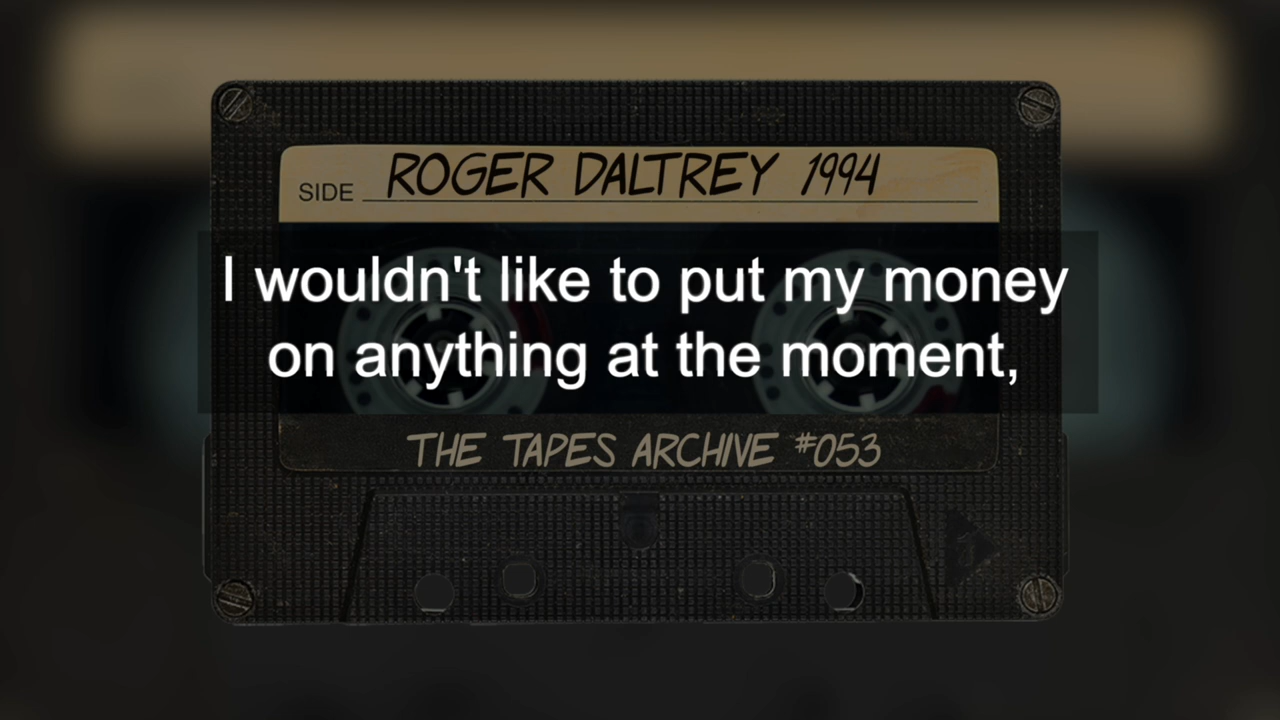 SIDE ROGER DALTREY 1994
I wouldn't like to put my money
on anything at the moment,
THE TAPES ARCHIVE #053